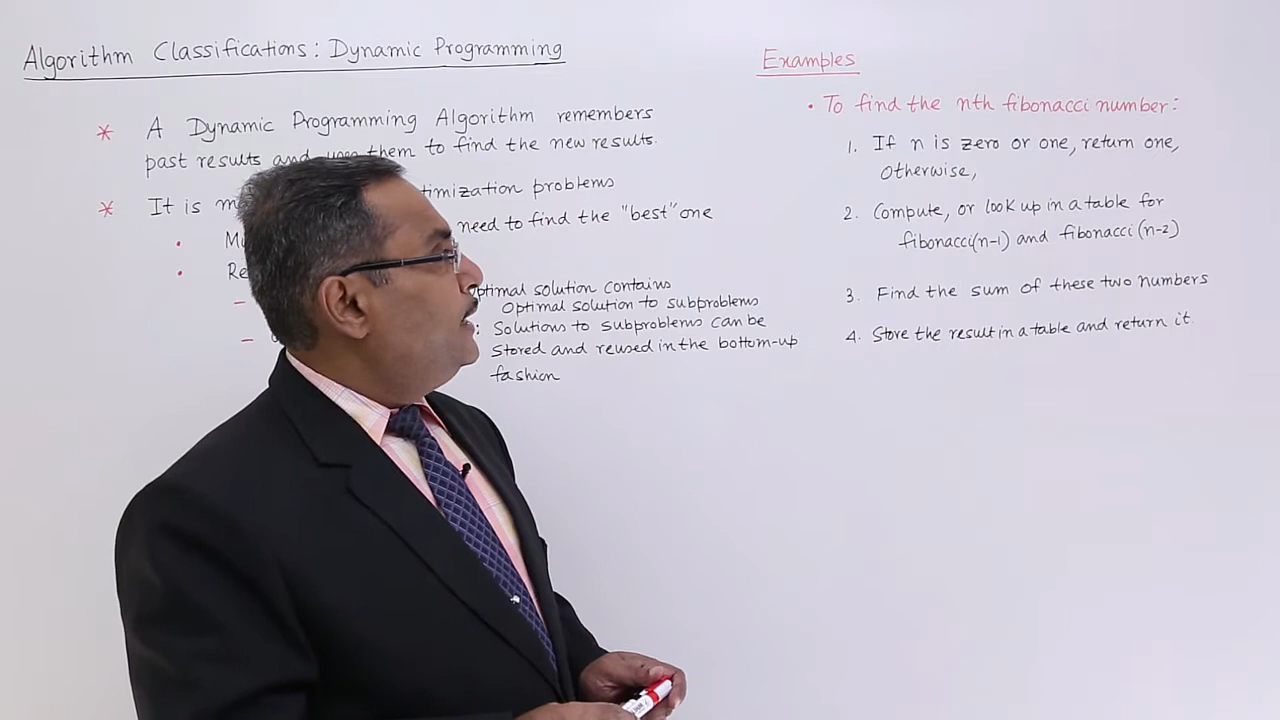 Algorithm Classifications: Dynamic Programming
* A Dynamic Programming Algorithm remembers
past results and uses them to find the new results.
* It is optimization problems
need to find the "best" one
optimal solution contains
Optimal solution to subproblems
: Solutions to subproblems can be
stored and reused in the bottom-up
fashion
Examples
• To find the nth fibonacci number:
1. If n is zero or one, return one,
Otherwise,
2. Compute, or look up in a table for
fibonacci(n-1) and fibonacci (n-2)
3. Find the sum of these two numbers
4. Store the result in a table and return it.